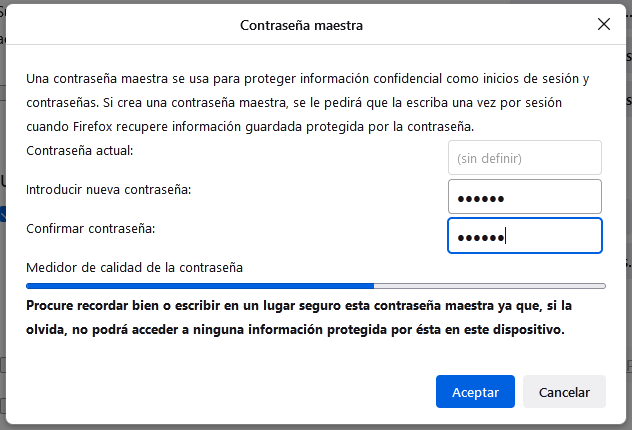 Contraseña maestra
Una contraseña maestra se usa para proteger información confidencial como inicios de sesión y
contraseñas. Si crea una contraseña maestra, se le pedirá que la escriba una vez por sesión
cuando Firefox recupere información guardada protegida por la contraseña.
Contraseña actual:
(sin definir)
Introducir nueva contraseña:
●●●●●●
Confirmar contraseña:
●●●●●●
Medidor de calidad de la contraseña
Procure recordar bien o escribir en un lugar seguro esta contraseña maestra ya que, si la
olvida, no podrá acceder a ninguna información protegida por ésta en este dispositivo.
Aceptar
Cancelar